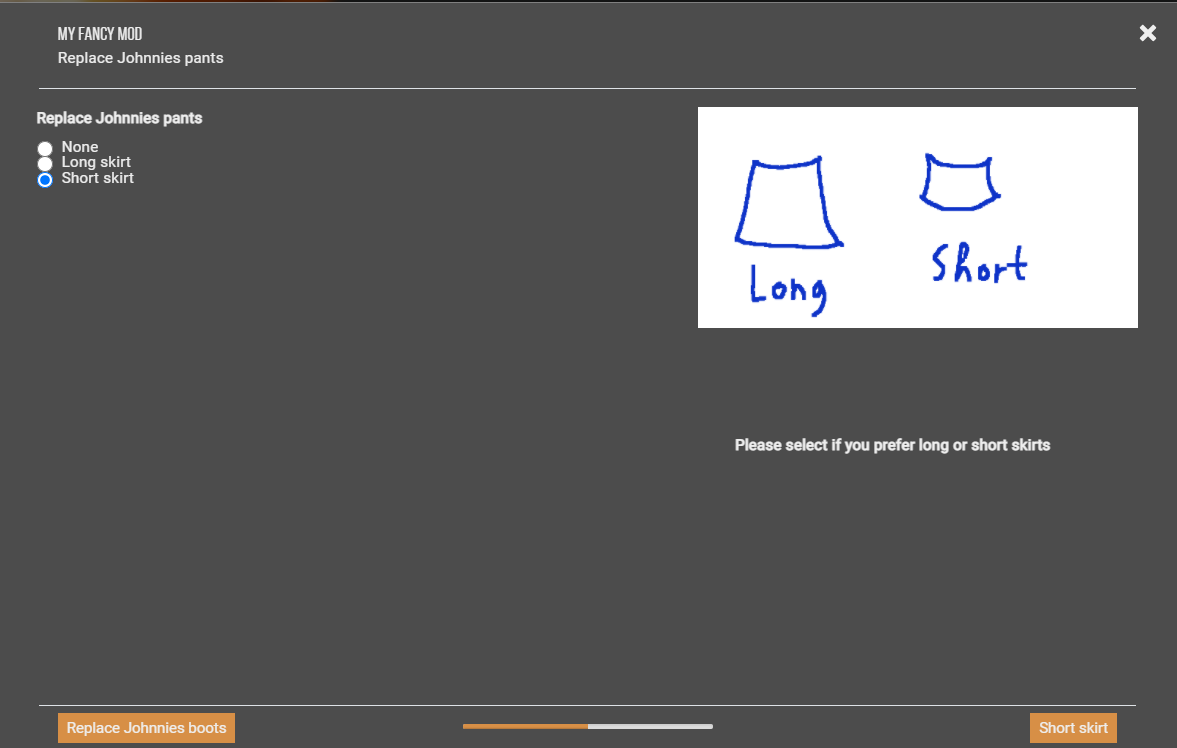 MY FANCY MOD
Replace Johnnies pants
Replace Johnnies pants
None
Long skirt
Short skirt
Long
Short
Please select if you prefer long or short skirts
Replace Johnnies boots
Short skirt